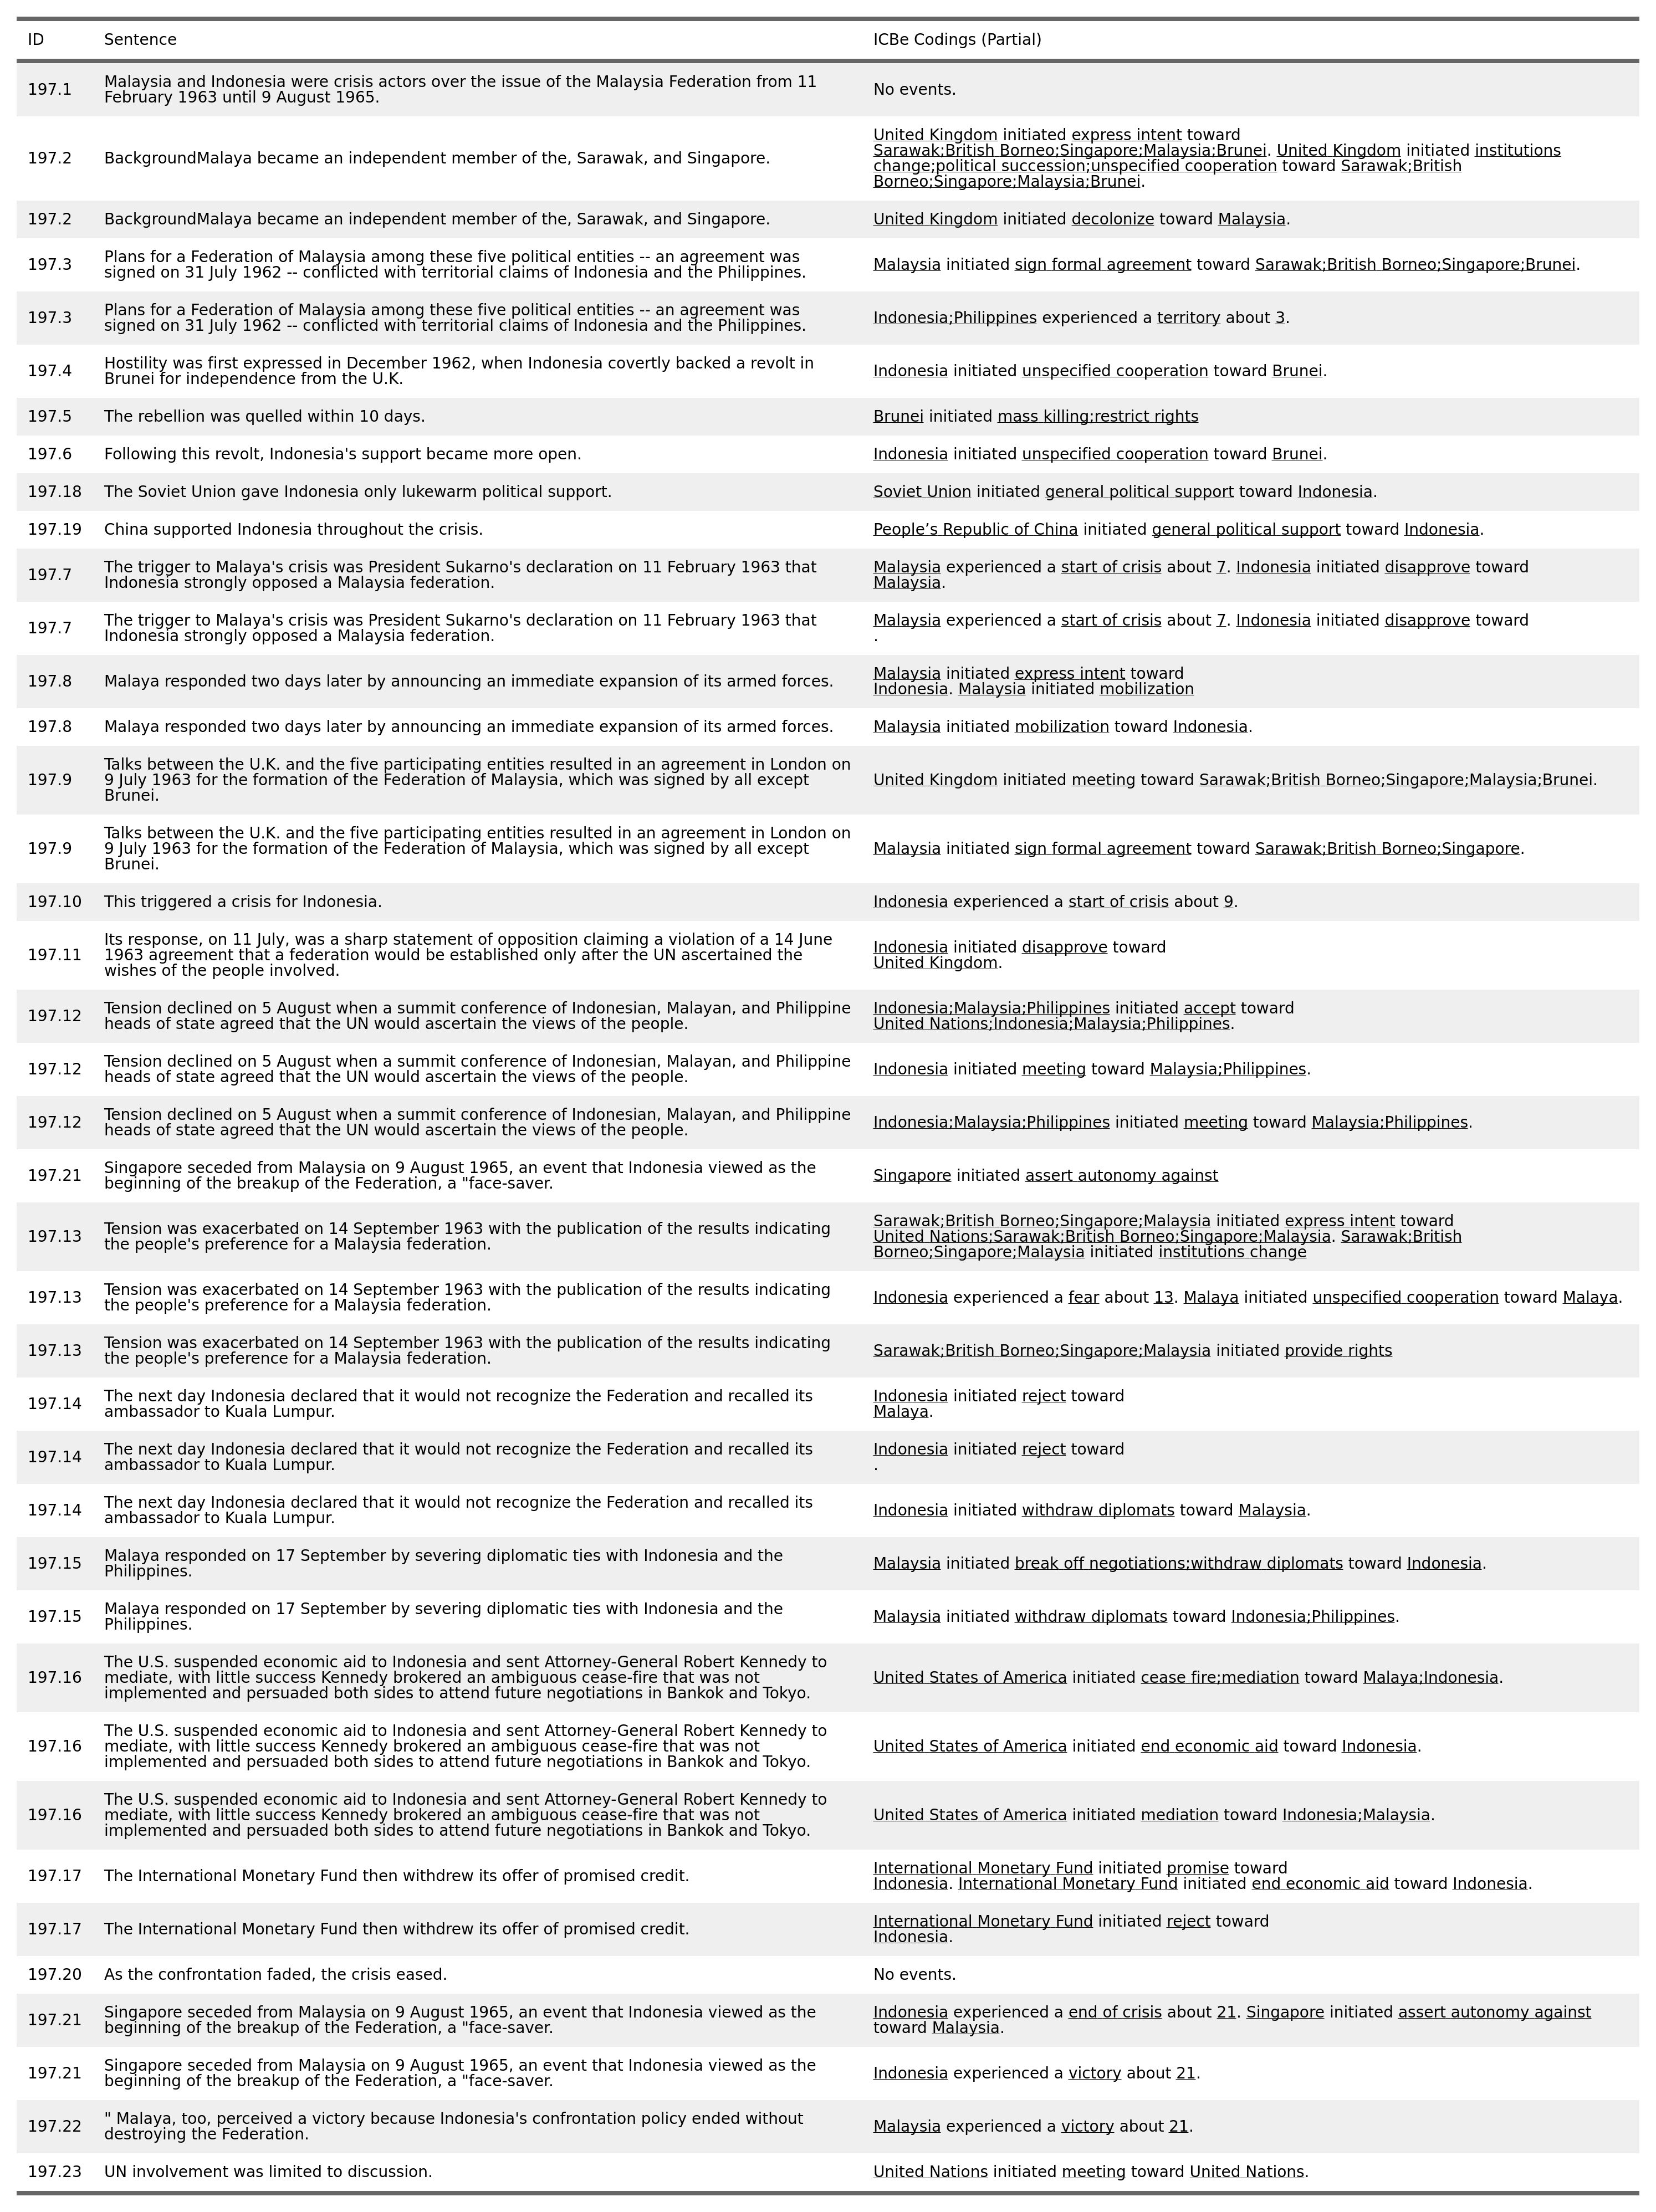 ID Sentence ICBe Codings (Partial)
197.1 Malaysia and Indonesia were crisis actors over the issue of the Malaysia Federation from 11
February 1963 until 9 August 1965.
No events.
197.2 BackgroundMalaya became an independent member of the, Sarawak, and Singapore.
United Kingdom initiated express intent toward
Sarawak;British Borneo;Singapore;Malaysia;Brunei. United Kingdom initiated institutions
change;political succession;unspecified cooperation toward Sarawak;British
Borneo;Singapore;Malaysia;Brunei.
197.2 BackgroundMalaya became an independent member of the, Sarawak, and Singapore.
United Kingdom initiated decolonize toward Malaysia.
197.3 Plans for a Federation of Malaysia among these five political entities -- an agreement was
signed on 31 July 1962 -- conflicted with territorial claims of Indonesia and the Philippines.
Malaysia initiated sign formal agreement toward Sarawak;British Borneo;Singapore;Brunei.
197.3 Plans for a Federation of Malaysia among these five political entities -- an agreement was
signed on 31 July 1962 -- conflicted with territorial claims of Indonesia and the Philippines.
Indonesia;Philippines experienced a territory about 3.
197.4 Hostility was first expressed in December 1962, when Indonesia covertly backed a revolt in
Brunei for independence from the U.K.
Indonesia initiated unspecified cooperation toward Brunei.
197.5 The rebellion was quelled within 10 days.
Brunei initiated mass killing;restrict rights
197.6 Following this revolt, Indonesia's support became more open.
Indonesia initiated unspecified cooperation toward Brunei.
197.18 The Soviet Union gave Indonesia only lukewarm political support.
Soviet Union initiated general political support toward Indonesia.
197.19 China supported Indonesia throughout the crisis.
People’s Republic of China initiated general political support toward Indonesia.
197.7 The trigger to Malaya's crisis was President Sukarno's declaration on 11 February 1963 that
Indonesia strongly opposed a Malaysia federation.
Malaysia experienced a start of crisis about 7. Indonesia initiated disapprove toward
Malaysia.
197.7 The trigger to Malaya's crisis was President Sukarno's declaration on 11 February 1963 that
Indonesia strongly opposed a Malaysia federation.
Malaysia experienced a start of crisis about 7. Indonesia initiated disapprove toward
.
197.8 Malaya responded two days later by announcing an immediate expansion of its armed forces.
Malaysia initiated express intent toward
Indonesia. Malaysia initiated mobilization
197.8 Malaya responded two days later by announcing an immediate expansion of its armed forces.
Malaysia initiated mobilization toward Indonesia.
197.9 Talks between the U.K. and the five participating entities resulted in an agreement in London on
9 July 1963 for the formation of the Federation of Malaysia, which was signed by all except
Brunei.
United Kingdom initiated meeting toward Sarawak;British Borneo;Singapore;Malaysia;Brunei.
197.9 Talks between the U.K. and the five participating entities resulted in an agreement in London on
9 July 1963 for the formation of the Federation of Malaysia, which was signed by all except
Brunei.
Malaysia initiated sign formal agreement toward Sarawak;British Borneo;Singapore.
197.10 This triggered a crisis for Indonesia.
Indonesia experienced a start of crisis about 9.
197.11 Its response, on 11 July, was a sharp statement of opposition claiming a violation of a 14 June
1963 agreement that a federation would be established only after the UN ascertained the
wishes of the people involved.
Indonesia initiated disapprove toward
United Kingdom.
197.12 Tension declined on 5 August when a summit conference of Indonesian, Malayan, and Philippine
heads of state agreed that the UN would ascertain the views of the people.
Indonesia;Malaysia;Philippines initiated accept toward
United Nations;Indonesia;Malaysia;Philippines.
197.12 Tension declined on 5 August when a summit conference of Indonesian, Malayan, and Philippine
heads of state agreed that the UN would ascertain the views of the people.
Indonesia initiated meeting toward Malaysia;Philippines.
197.12 Tension declined on 5 August when a summit conference of Indonesian, Malayan, and Philippine
heads of state agreed that the UN would ascertain the views of the people.
Indonesia;Malaysia;Philippines initiated meeting toward Malaysia;Philippines.
197.21 Singapore seceded from Malaysia on 9 August 1965, an event that Indonesia viewed as the
beginning of the breakup of the Federation, a "face-saver.
Singapore initiated assert autonomy against
197.13 Tension was exacerbated on 14 September 1963 with the publication of the results indicating
the people's preference for a Malaysia federation.
Sarawak;British Borneo;Singapore;Malaysia initiated express intent toward
United Nations;Sarawak;British Borneo;Singapore;Malaysia. Sarawak;British
Borneo;Singapore;Malaysia initiated institutions change
197.13 Tension was exacerbated on 14 September 1963 with the publication of the results indicating
the people's preference for a Malaysia federation.
Indonesia experienced a fear about 13. Malaya initiated unspecified cooperation toward Malaya.
197.13 Tension was exacerbated on 14 September 1963 with the publication of the results indicating
the people's preference for a Malaysia federation.
Sarawak;British Borneo;Singapore;Malaysia initiated provide rights
197.14 The next day Indonesia declared that it would not recognize the Federation and recalled its
ambassador to Kuala Lumpur.
Indonesia initiated reject toward
Malaya.
197.14 The next day Indonesia declared that it would not recognize the Federation and recalled its
ambassador to Kuala Lumpur.
Indonesia initiated reject toward
.
197.14 The next day Indonesia declared that it would not recognize the Federation and recalled its
ambassador to Kuala Lumpur.
Indonesia initiated withdraw diplomats toward Malaysia.
197.15 Malaya responded on 17 September by severing diplomatic ties with Indonesia and the
Philippines.
Malaysia initiated break off negotiations;withdraw diplomats toward Indonesia.
197.15 Malaya responded on 17 September by severing diplomatic ties with Indonesia and the
Philippines.
Malaysia initiated withdraw diplomats toward Indonesia;Philippines.
197.16 The U.S. suspended economic aid to Indonesia and sent Attorney-General Robert Kennedy to
mediate, with little success Kennedy brokered an ambiguous cease-fire that was not
implemented and persuaded both sides to attend future negotiations in Bankok and Tokyo.
United States of America initiated cease fire;mediation toward Malaya;Indonesia.
197.16 The U.S. suspended economic aid to Indonesia and sent Attorney-General Robert Kennedy to
mediate, with little success Kennedy brokered an ambiguous cease-fire that was not
implemented and persuaded both sides to attend future negotiations in Bankok and Tokyo.
United States of America initiated end economic aid toward Indonesia.
197.16 The U.S. suspended economic aid to Indonesia and sent Attorney-General Robert Kennedy to
mediate, with little success Kennedy brokered an ambiguous cease-fire that was not
implemented and persuaded both sides to attend future negotiations in Bankok and Tokyo.
United States of America initiated mediation toward Indonesia;Malaysia.
197.17 The International Monetary Fund then withdrew its offer of promised credit.
International Monetary Fund initiated promise toward
Indonesia. International Monetary Fund initiated end economic aid toward Indonesia.
197.17 The International Monetary Fund then withdrew its offer of promised credit.
International Monetary Fund initiated reject toward
Indonesia.
197.20 As the confrontation faded, the crisis eased.
No events.
197.21 Singapore seceded from Malaysia on 9 August 1965, an event that Indonesia viewed as the
beginning of the breakup of the Federation, a "face-saver.
Indonesia experienced a end of crisis about 21. Singapore initiated assert autonomy against
toward Malaysia.
197.21 Singapore seceded from Malaysia on 9 August 1965, an event that Indonesia viewed as the
beginning of the breakup of the Federation, a "face-saver.
Indonesia experienced a victory about 21.
197.22 " Malaya, too, perceived a victory because Indonesia's confrontation policy ended without
destroying the Federation.
Malaysia experienced a victory about 21.
197.23 UN involvement was limited to discussion.
United Nations initiated meeting toward United Nations.